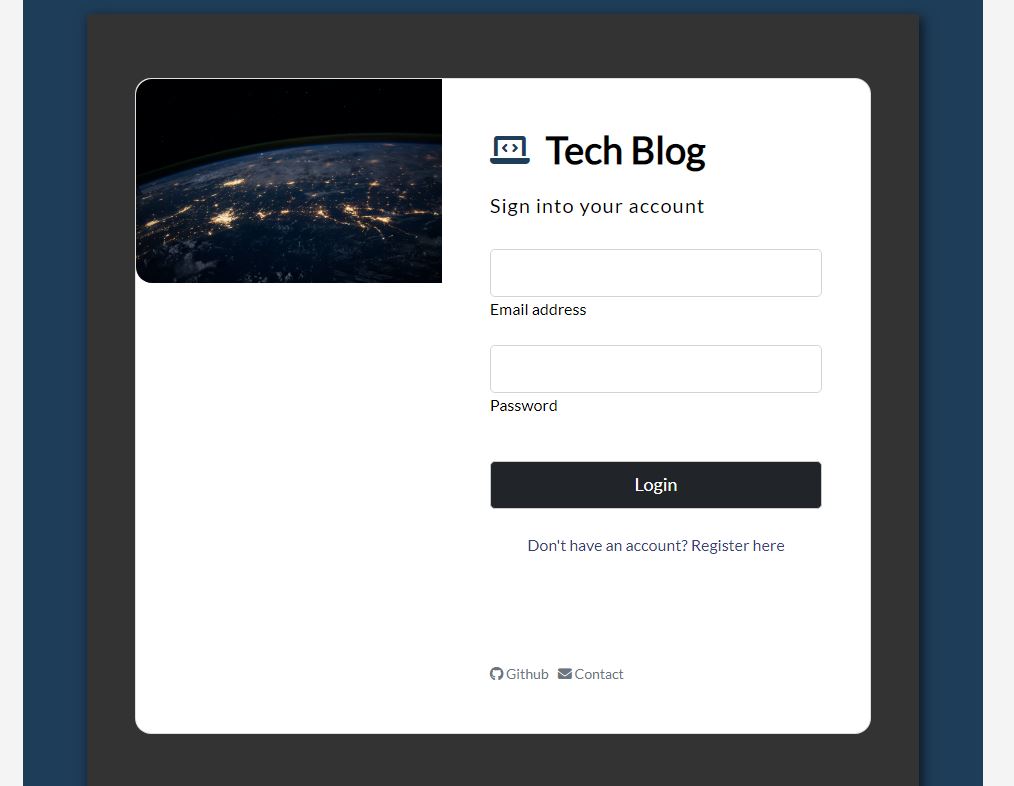 Tech Blog
Sign into your account
Email address
Password
Login
Don't have an account? Register here
Github Contact